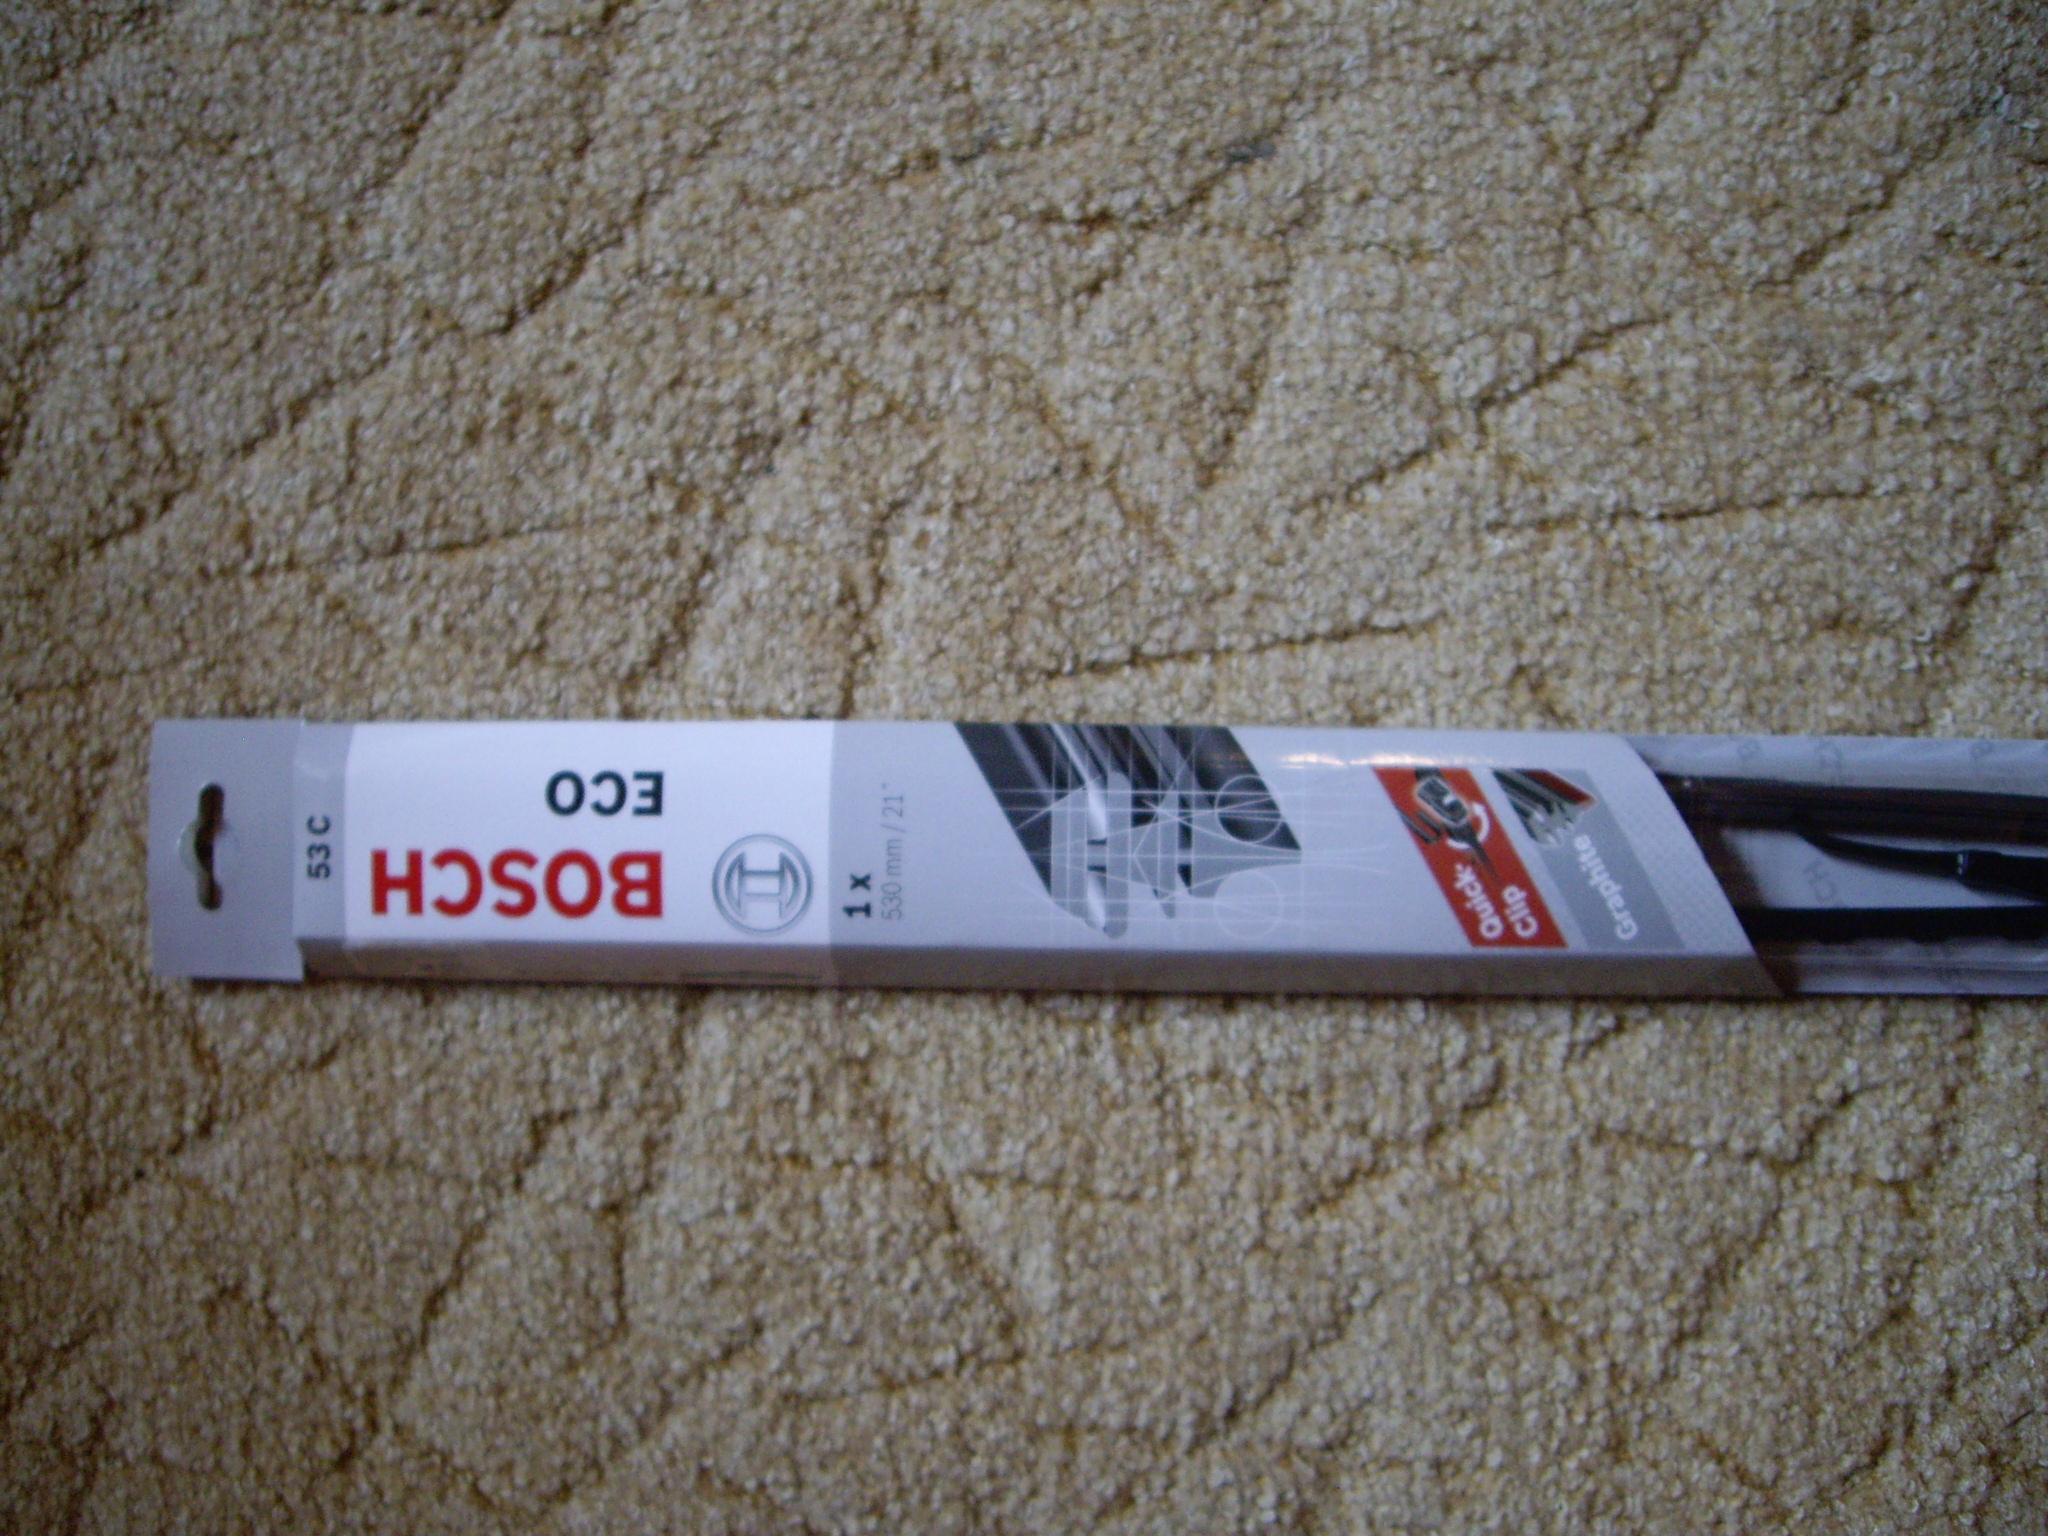 53 C
BOSCH
ECO
1 x
530 mm / 21"
Quick-
Clip
Graphite